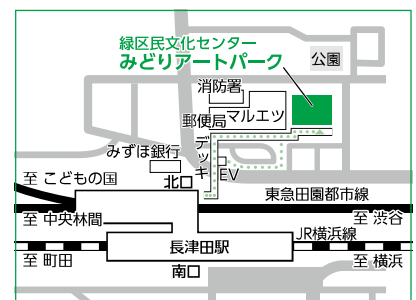 緑区民文化センター
みどりアートパーク
公園
消防署
マルエツ
郵便局
デッキ
みずほ銀行
EV
北口
至 こどもの国
東急田園都市線
至 中央林間
至 渋谷
JR横浜線
長津田駅
至 町田
至 横浜
南口